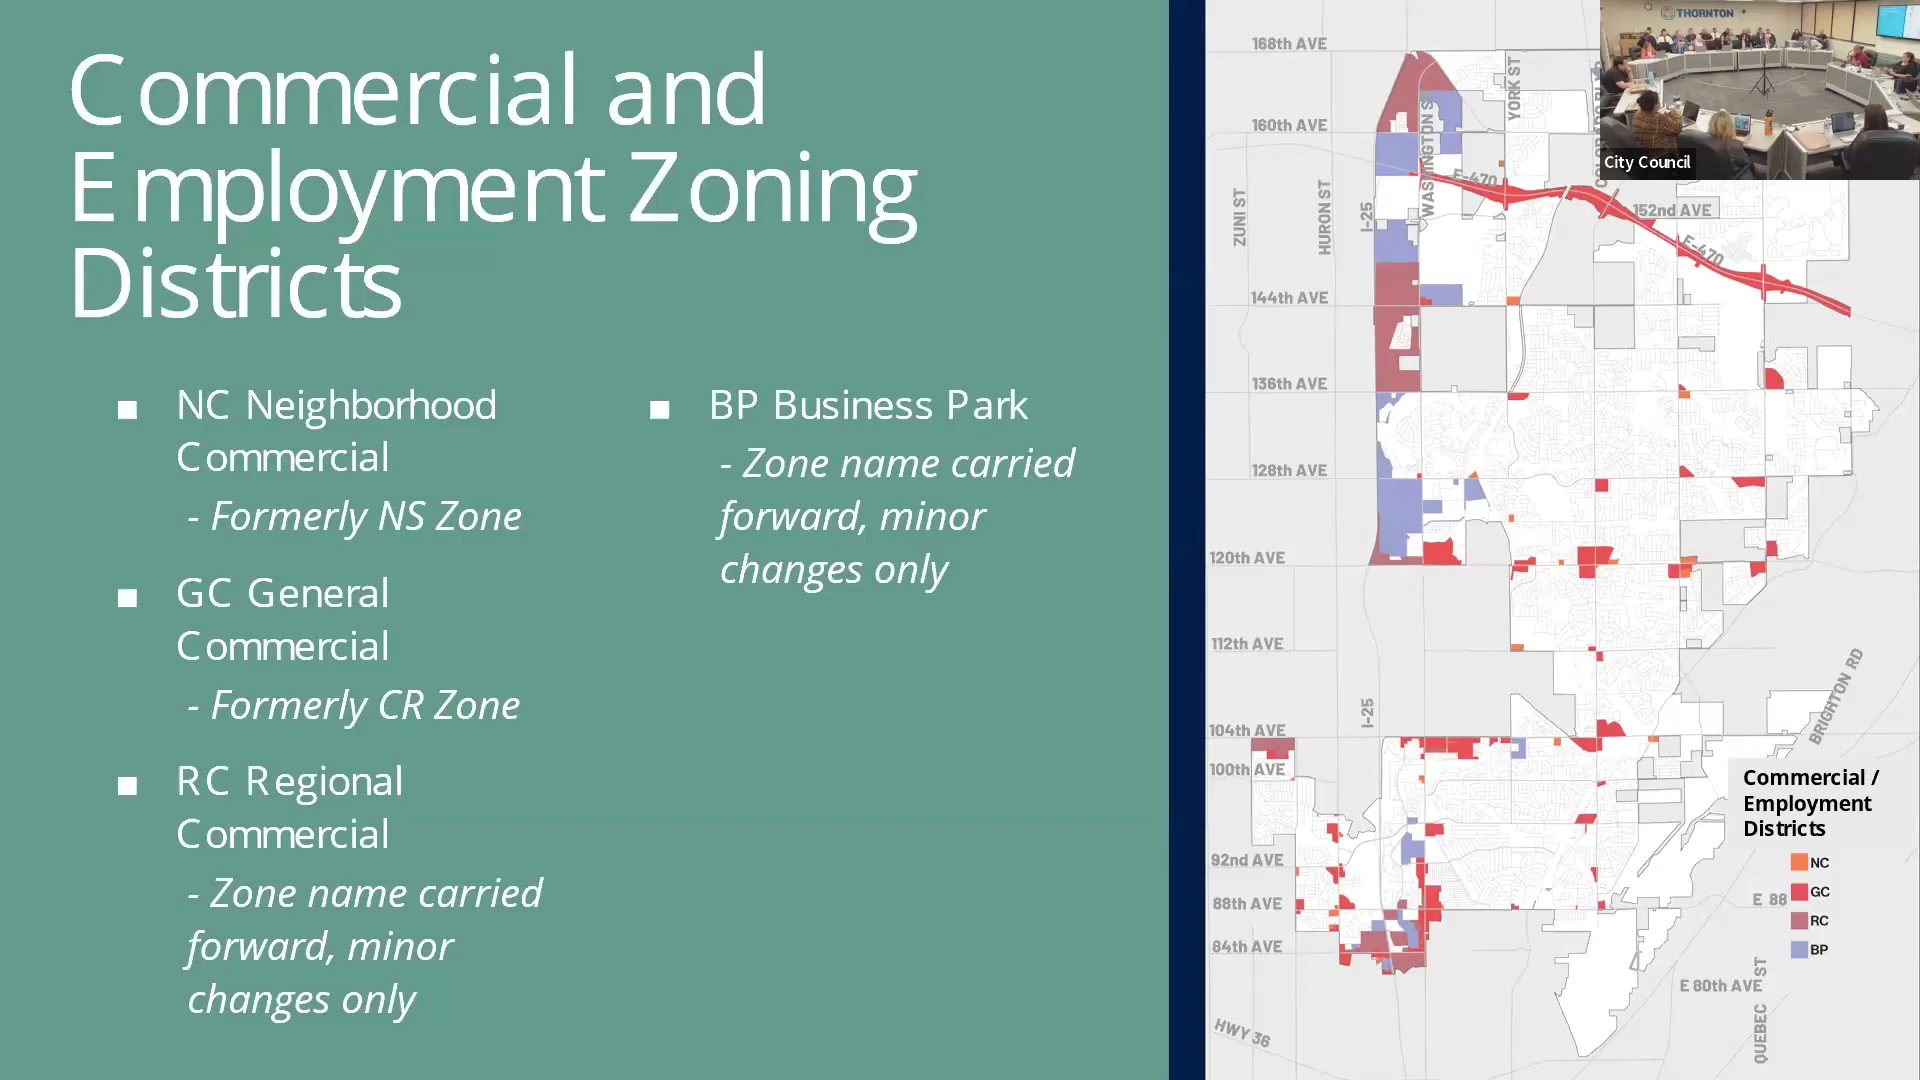 Commercial and
Employment Zoning
Districts
■ NC Neighborhood
Commercial
- Formerly NS Zone
■ GC General
Commercial
- Formerly CR Zone
■ RC Regional
Commercial
- Zone name carried
forward, minor
changes only
■ BP Business Park
- Zone name carried
forward, minor
changes only
THORNTON
City Council
168th AVE
YORK ST
160th AVE
WASHINGTON S
E-470
ZUNI ST
HURON ST
I-25
152nd AVE
E-470
144th AVE
136th AVE
128th AVE
120th AVE
112th AVE
BRIGHTON RD
I-25
104th AVE
100th AVE
92nd AVE
88th AVE
E 88
84th AVE
E 80th AVE
QUEBEC ST
HWY 36
Commercial /
Employment
Districts
NC
GC
RC
BP